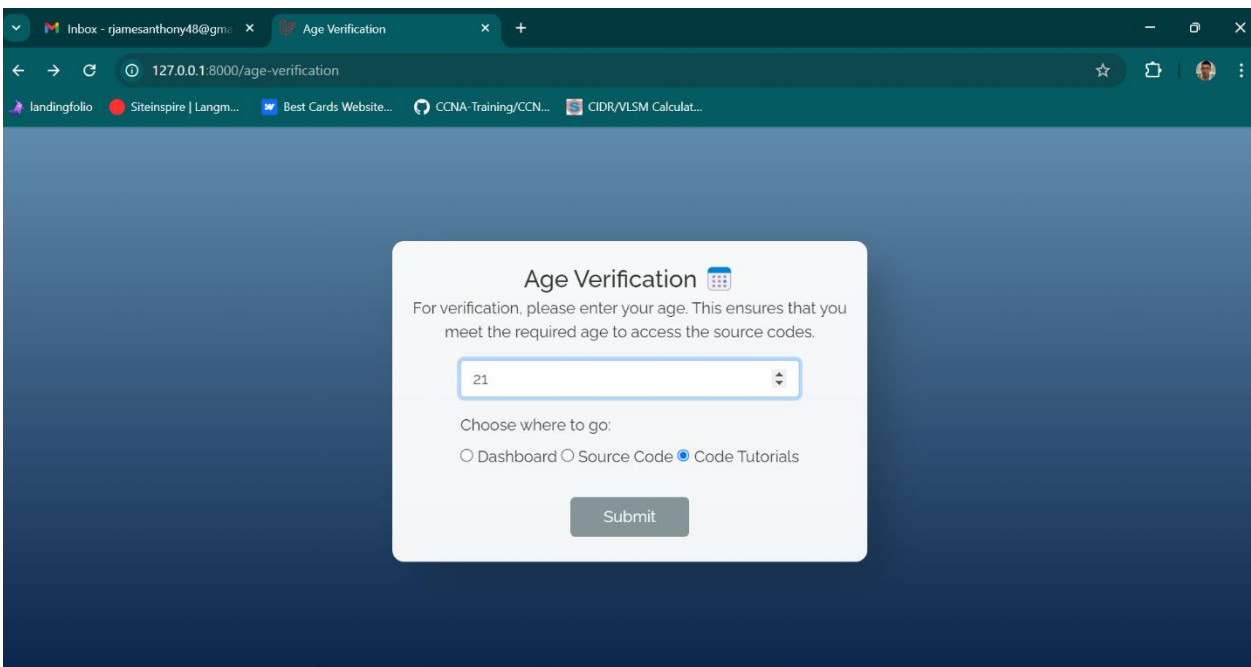 Inbox - rjamesanthony48@gma
Age Verification
127.0.0.1:8000/age-verification
landingfolio
Siteinspire | Langm...
Best Cards Website...
CCNA-Training/CCN...
CIDR/VLSM Calculat...
Age Verification
For verification, please enter your age. This ensures that you
meet the required age to access the source codes.
21
Choose where to go:
Dashboard Source Code Code Tutorials
Submit